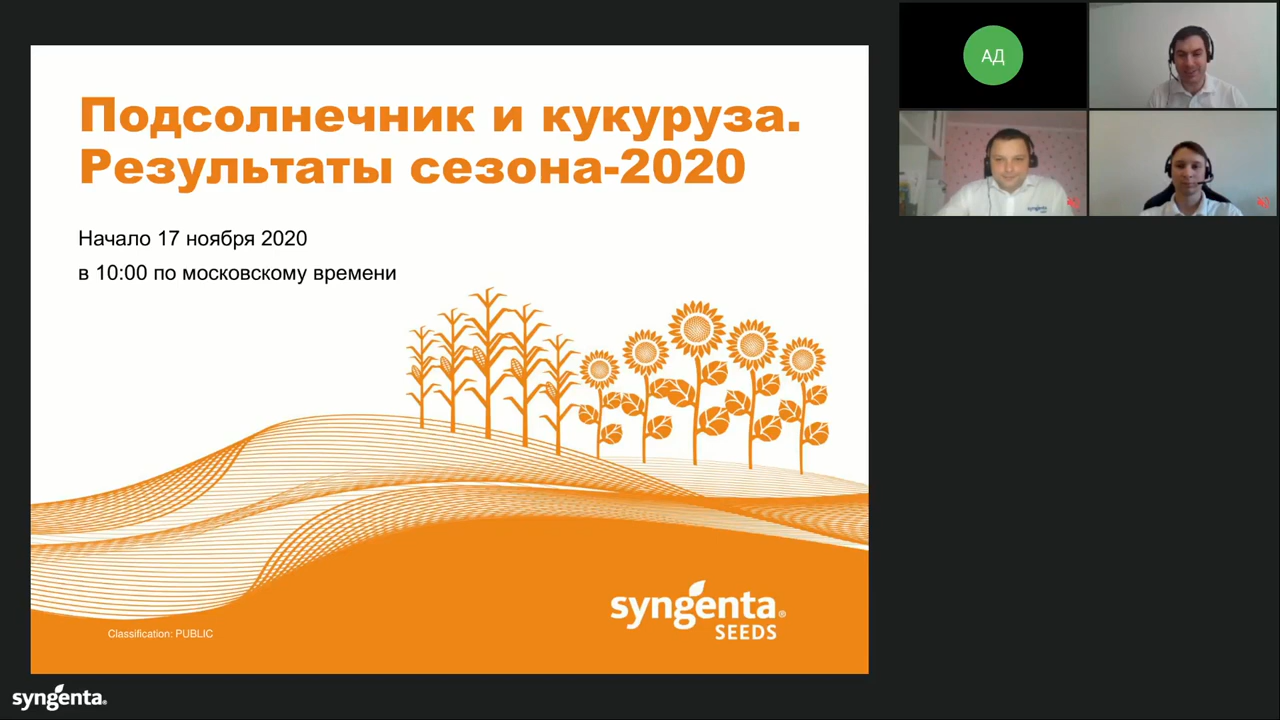 Подсолнечник и кукуруза.
Результаты сезона-2020
Начало 17 ноября 2020
в 10:00 по московскому времени
syngenta®
SEEDS
Classification: PUBLIC
АД
syngenta
syngenta®